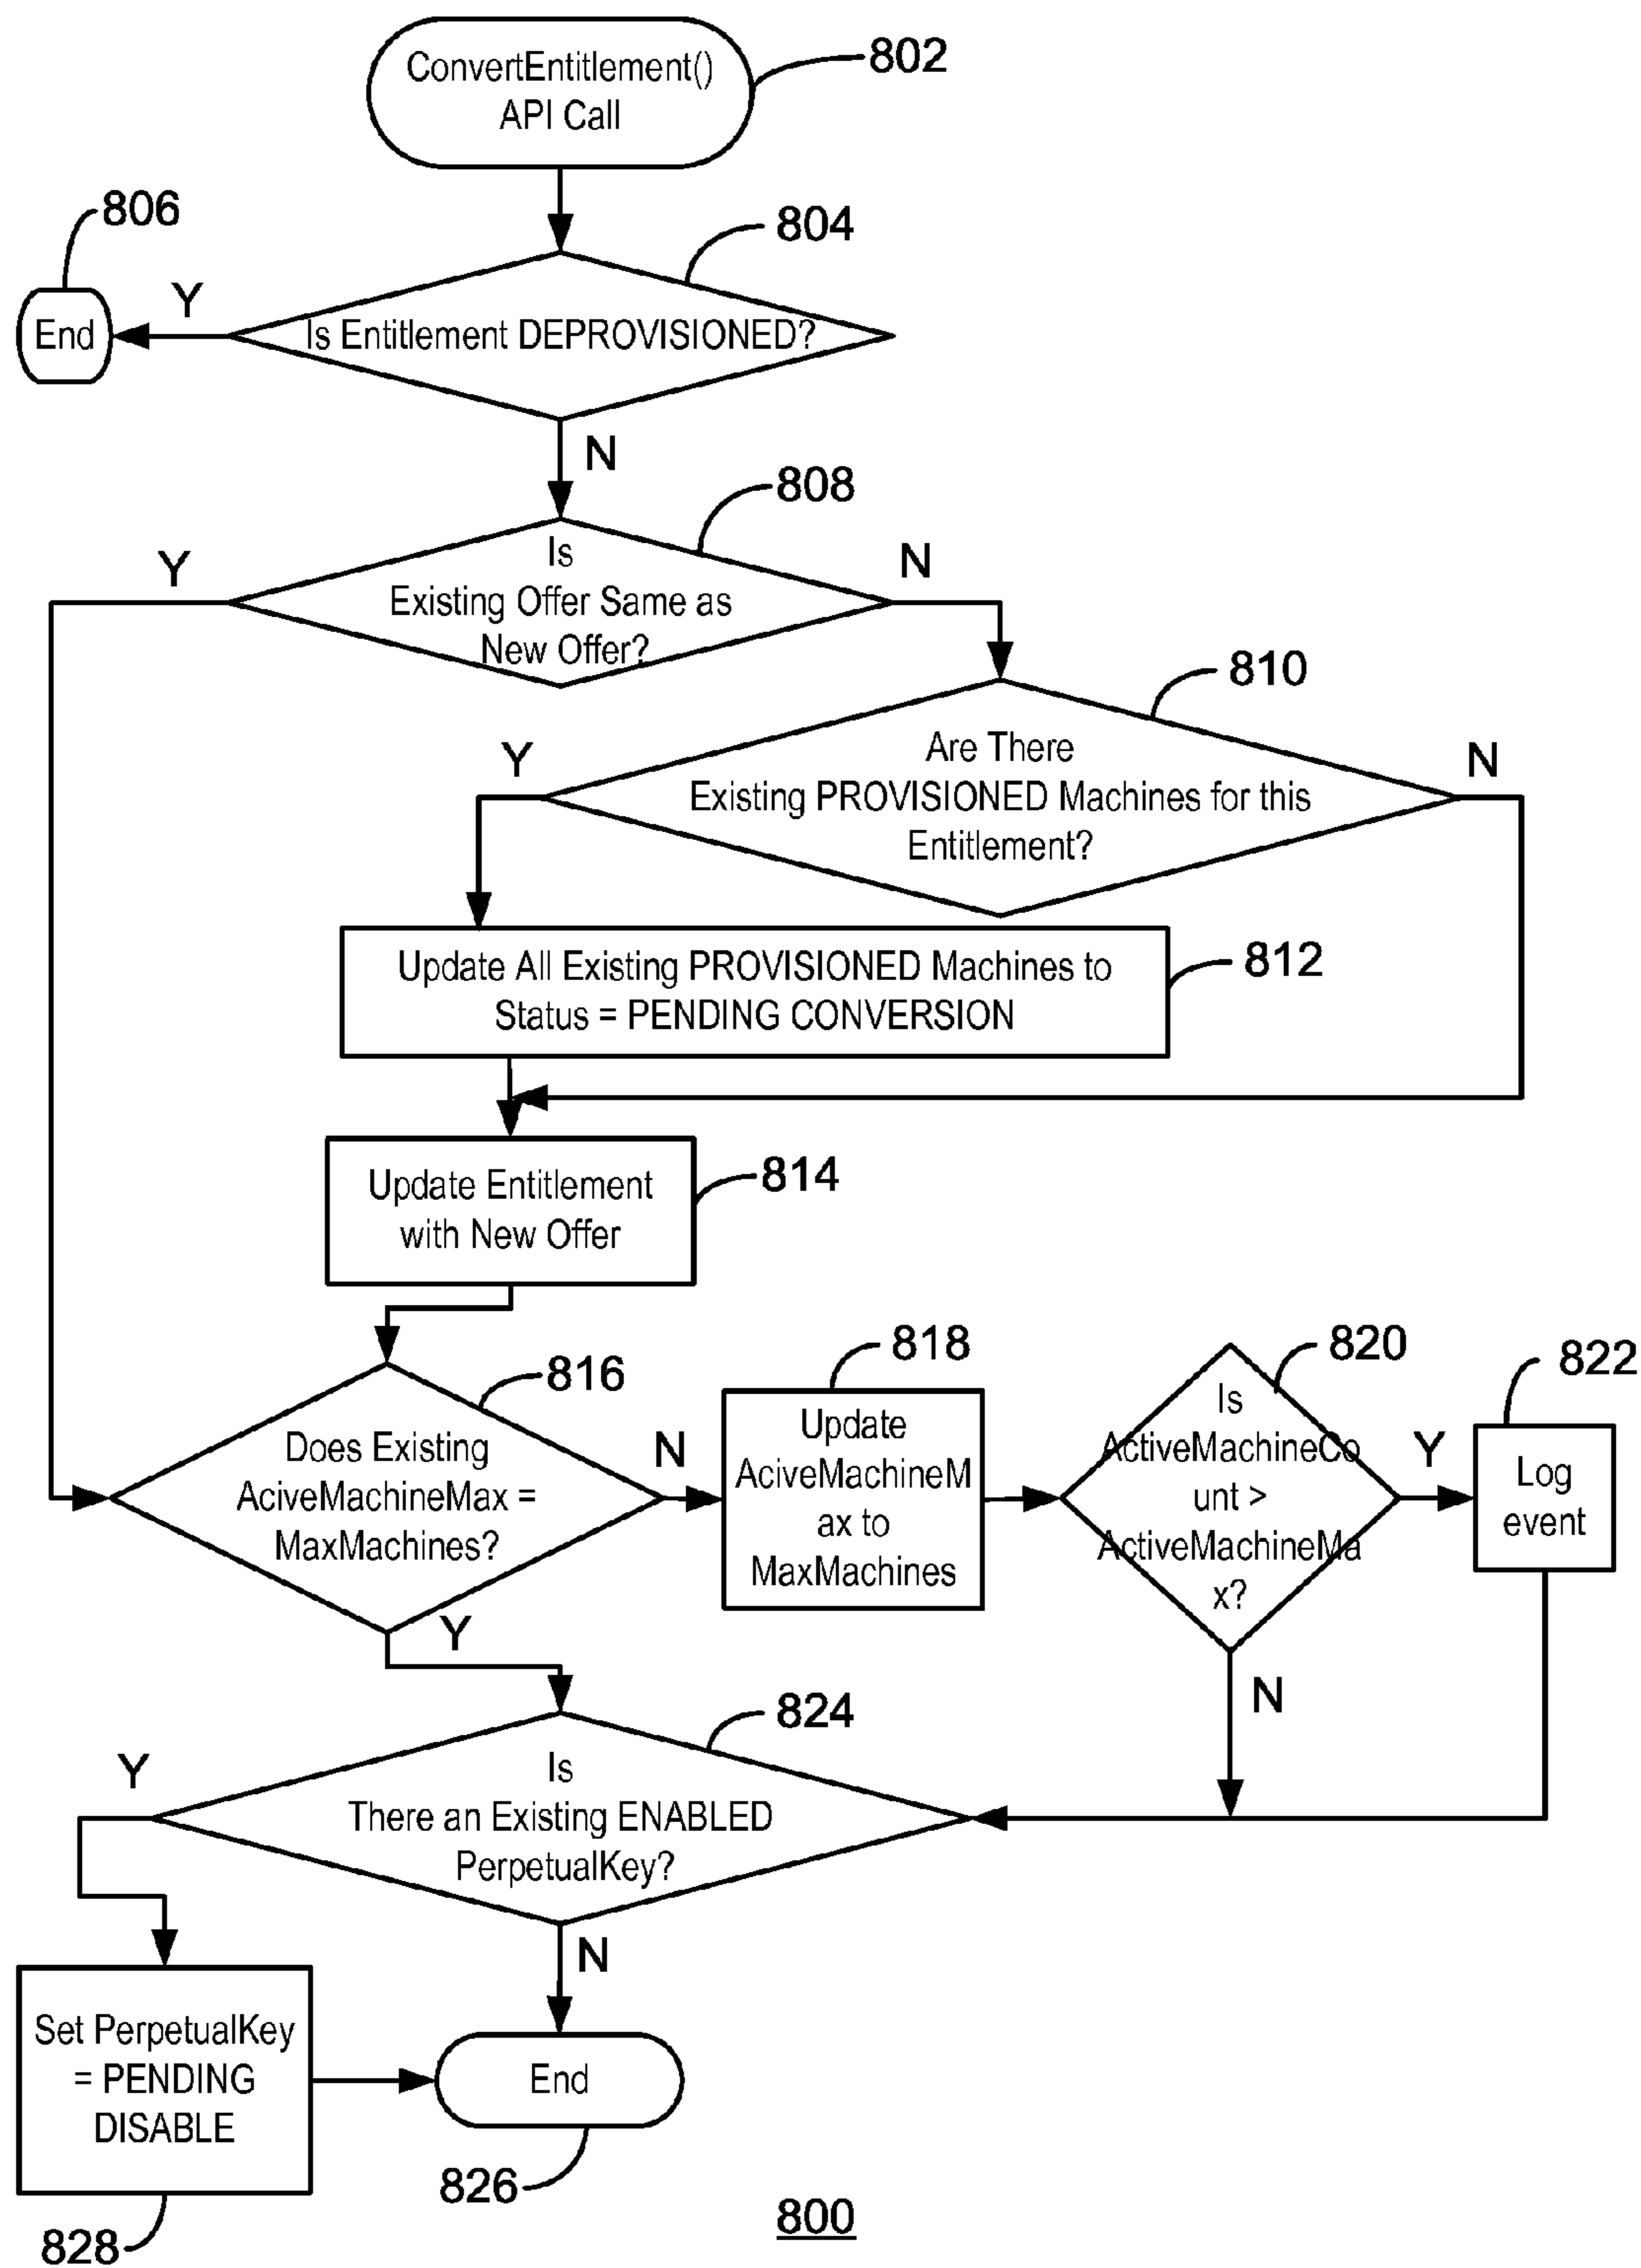 ConvertEntitlement()
API Call
802
806
804
Y
End
Is Entitlement DEPROVISIONED?
N
808
Y
Is
Existing Offer Same as
New Offer?
N
810
Y
Are There
Existing PROVISIONED Machines for this
Entitlement?
N
Update All Existing PROVISIONED Machines to
Status = PENDING CONVERSION
812
Update Entitlement
with New Offer
814
816
Does Existing
AciveMachineMax =
MaxMachines?
N
Y
818
Update
AciveMachineM
ax to
MaxMachines
820
Is
ActiveMachineCo
unt >
ActiveMachineMa
x?
Y
N
822
Log
event
824
Y
Is
There an Existing ENABLED
PerpetualKey?
N
Set PerpetualKey
= PENDING
DISABLE
828
End
826
800